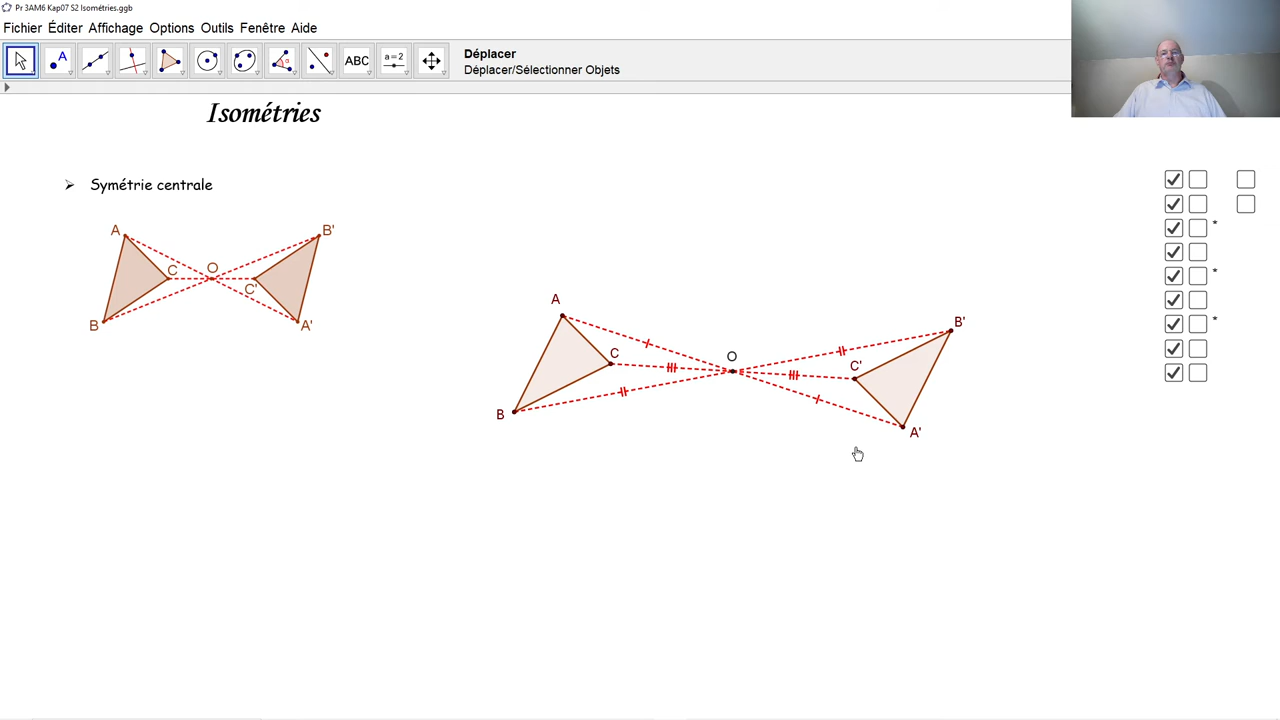 Pr 3AM6 Kap07 S2 Isométries.ggb
Fichier Éditer Affichage Options Outils Fenêtre Aide
A
α
ABC
a=2
Déplacer
Déplacer/Sélectionner Objets
Isométries
➢ Symétrie centrale
A
B'
C
O
C'
B
A'
A
B'
C
O
C'
B
A'
*
*
*